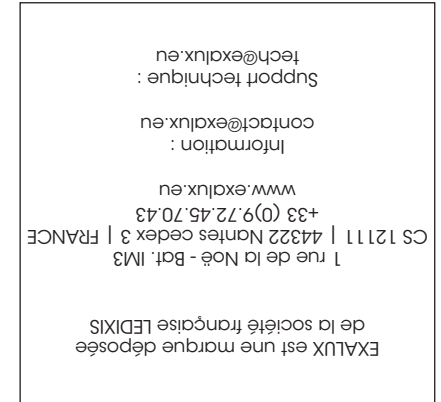 EXALUX est une marque déposée
de la société française LEDIXIS
1 rue de la Noë - Bat. IM3
CS 12111 | 44322 Nantes cedex 3 | FRANCE
+33 (0)9.72.45.70.43
www.exalux.eu
Information :
contact@exalux.eu
Support technique :
tech@exalux.eu